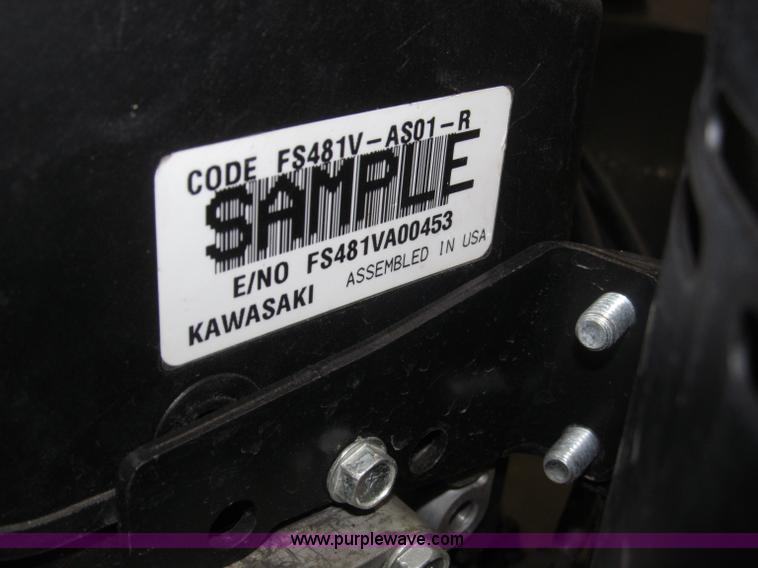 CODE FS481V-AS01-R
SAMPLE
E/NO FS481VA00453
KAWASAKI ASSEMBLED IN USA
www.purplewave.com